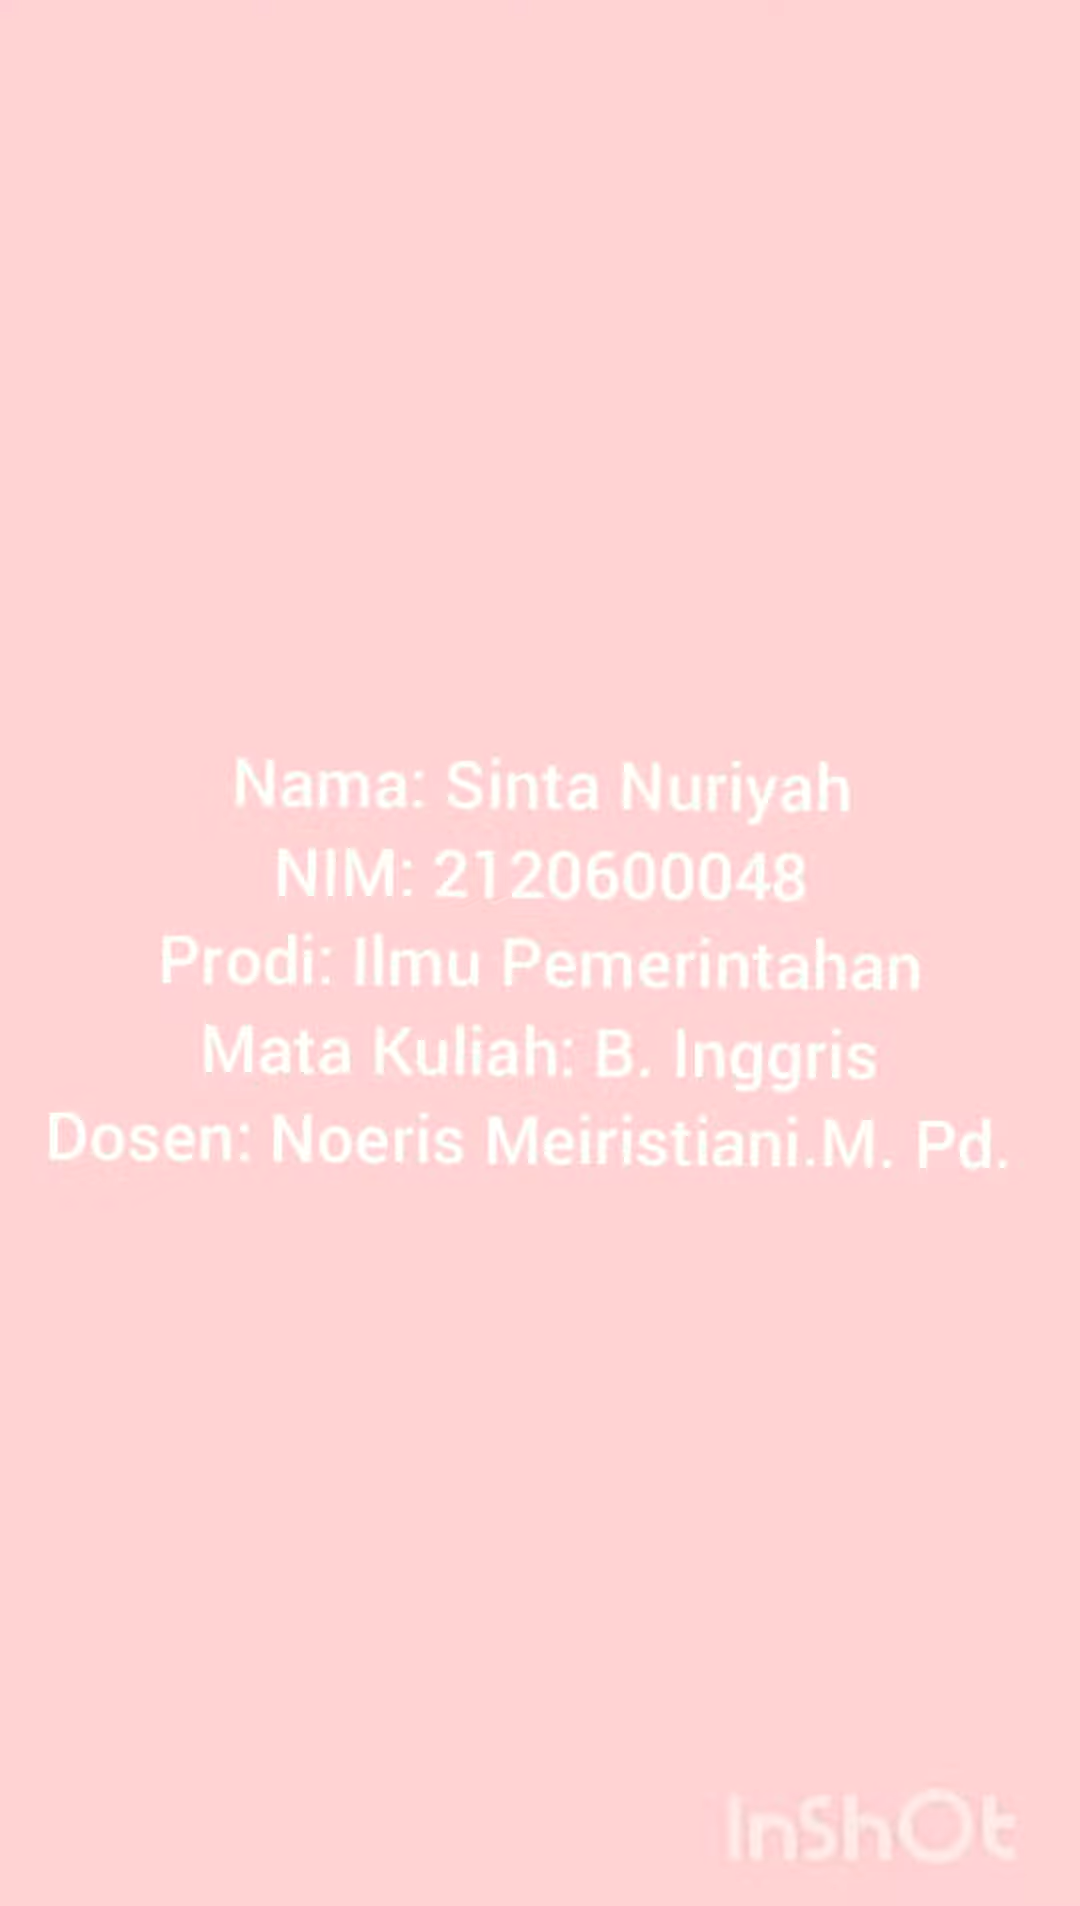 Nama: Sinta Nuriyah
NIM: 2120600048
Prodi: Ilmu Pemerintahan
Mata Kuliah: B. Inggris
Dosen: Noeris Meiristiani.M. Pd.
InShOt